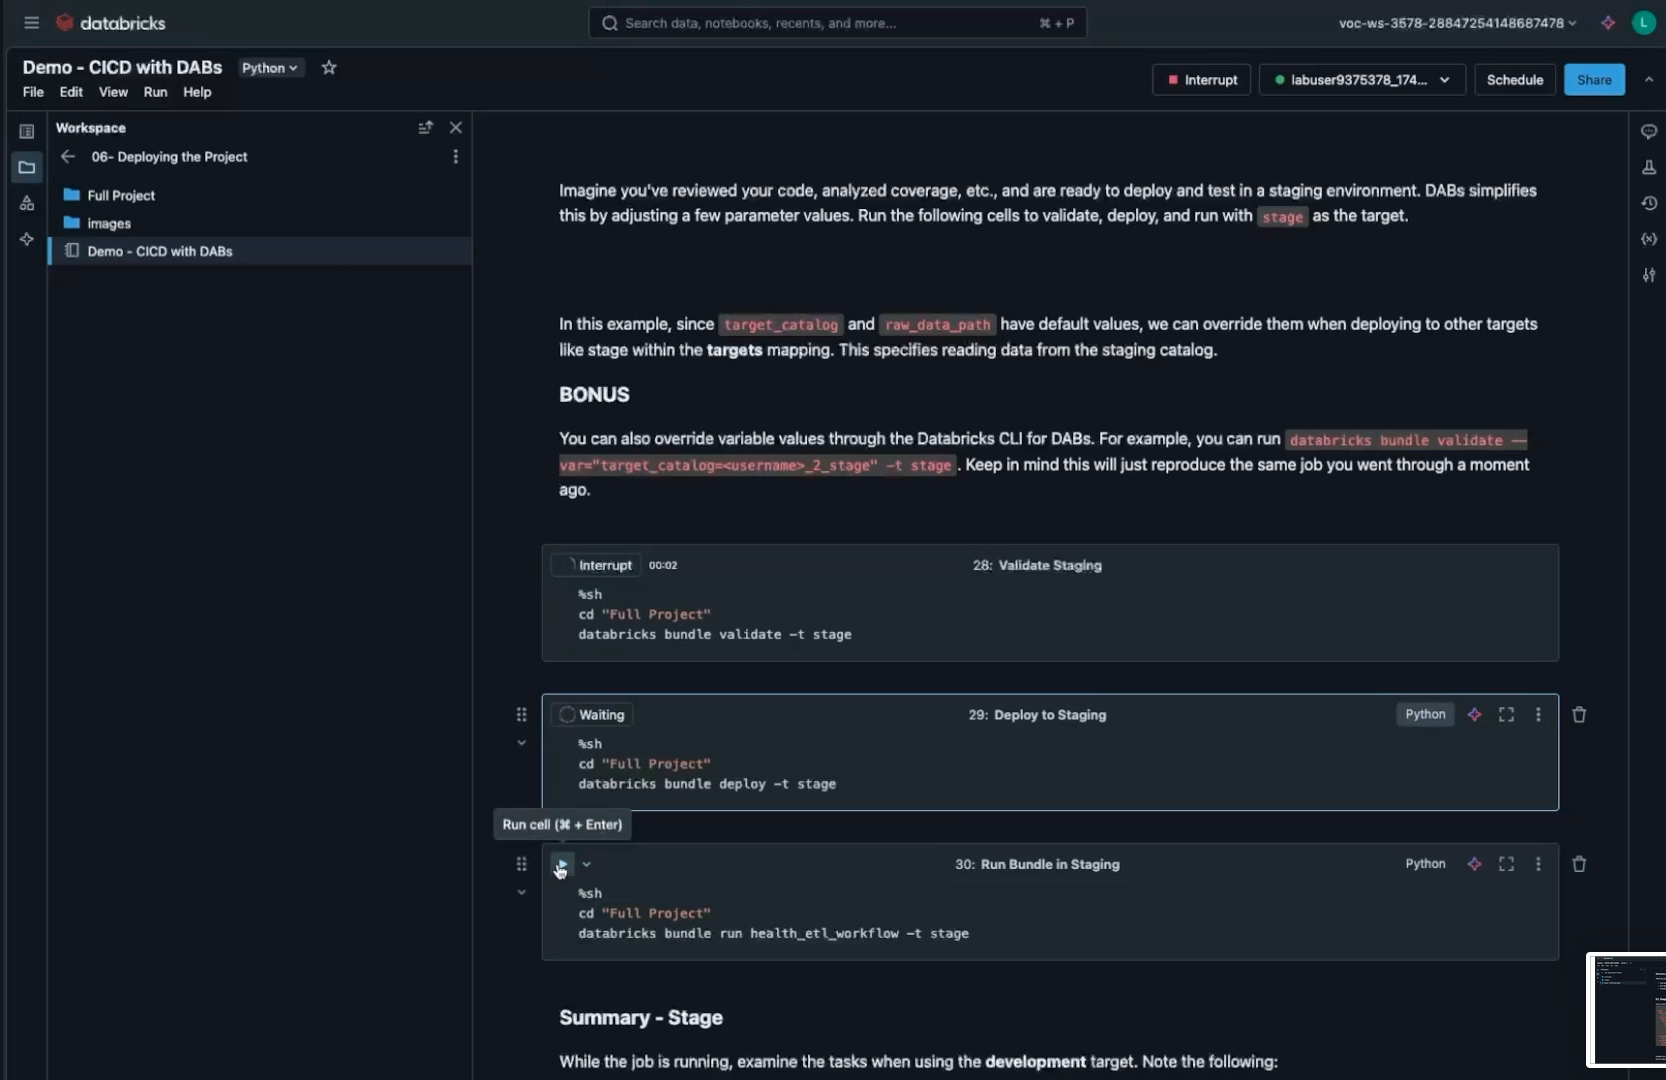 databricks
Search data, notebooks, recents, and more...
⌘ + P
voc-ws-3578-28847254148687478
L
Demo - CICD with DABs
Python
File Edit View Run Help
Interrupt
labuser9375378_174...
Schedule
Share
Workspace
06- Deploying the Project
Full Project
images
Demo - CICD with DABs
Imagine you've reviewed your code, analyzed coverage, etc., and are ready to deploy and test in a staging environment. DABs simplifies
this by adjusting a few parameter values. Run the following cells to validate, deploy, and run with stage as the target.
In this example, since target_catalog and raw_data_path have default values, we can override them when deploying to other targets
like stage within the targets mapping. This specifies reading data from the staging catalog.
BONUS
You can also override variable values through the Databricks CLI for DABs. For example, you can run databricks bundle validate --
var="target_catalog=<username>_2_stage" -t stage . Keep in mind this will just reproduce the same job you went through a moment
ago.
Interrupt 00:02
28: Validate Staging
%sh
cd "Full Project"
databricks bundle validate -t stage
Waiting
29: Deploy to Staging
Python
%sh
cd "Full Project"
databricks bundle deploy -t stage
Run cell (⌘ + Enter)
30: Run Bundle in Staging
Python
%sh
cd "Full Project"
databricks bundle run health_etl_workflow -t stage
Summary - Stage
While the job is running, examine the tasks when using the development target. Note the following: